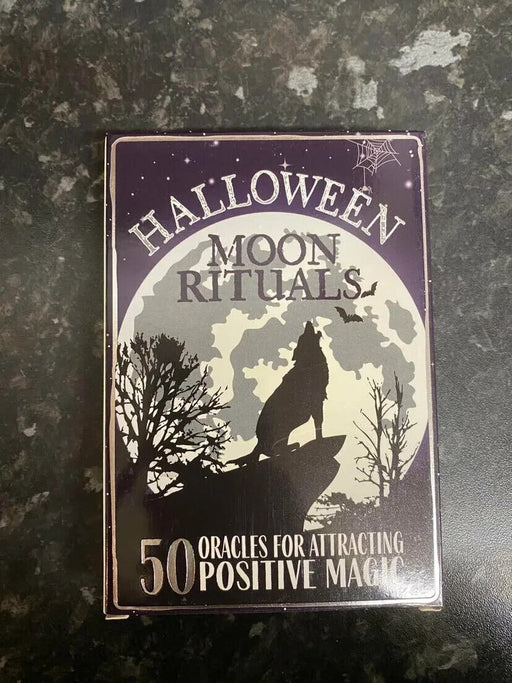 HALLOWEEN
MOON
RITUALS
50 ORACLES FOR ATTRACTING
POSITIVE MAGIC